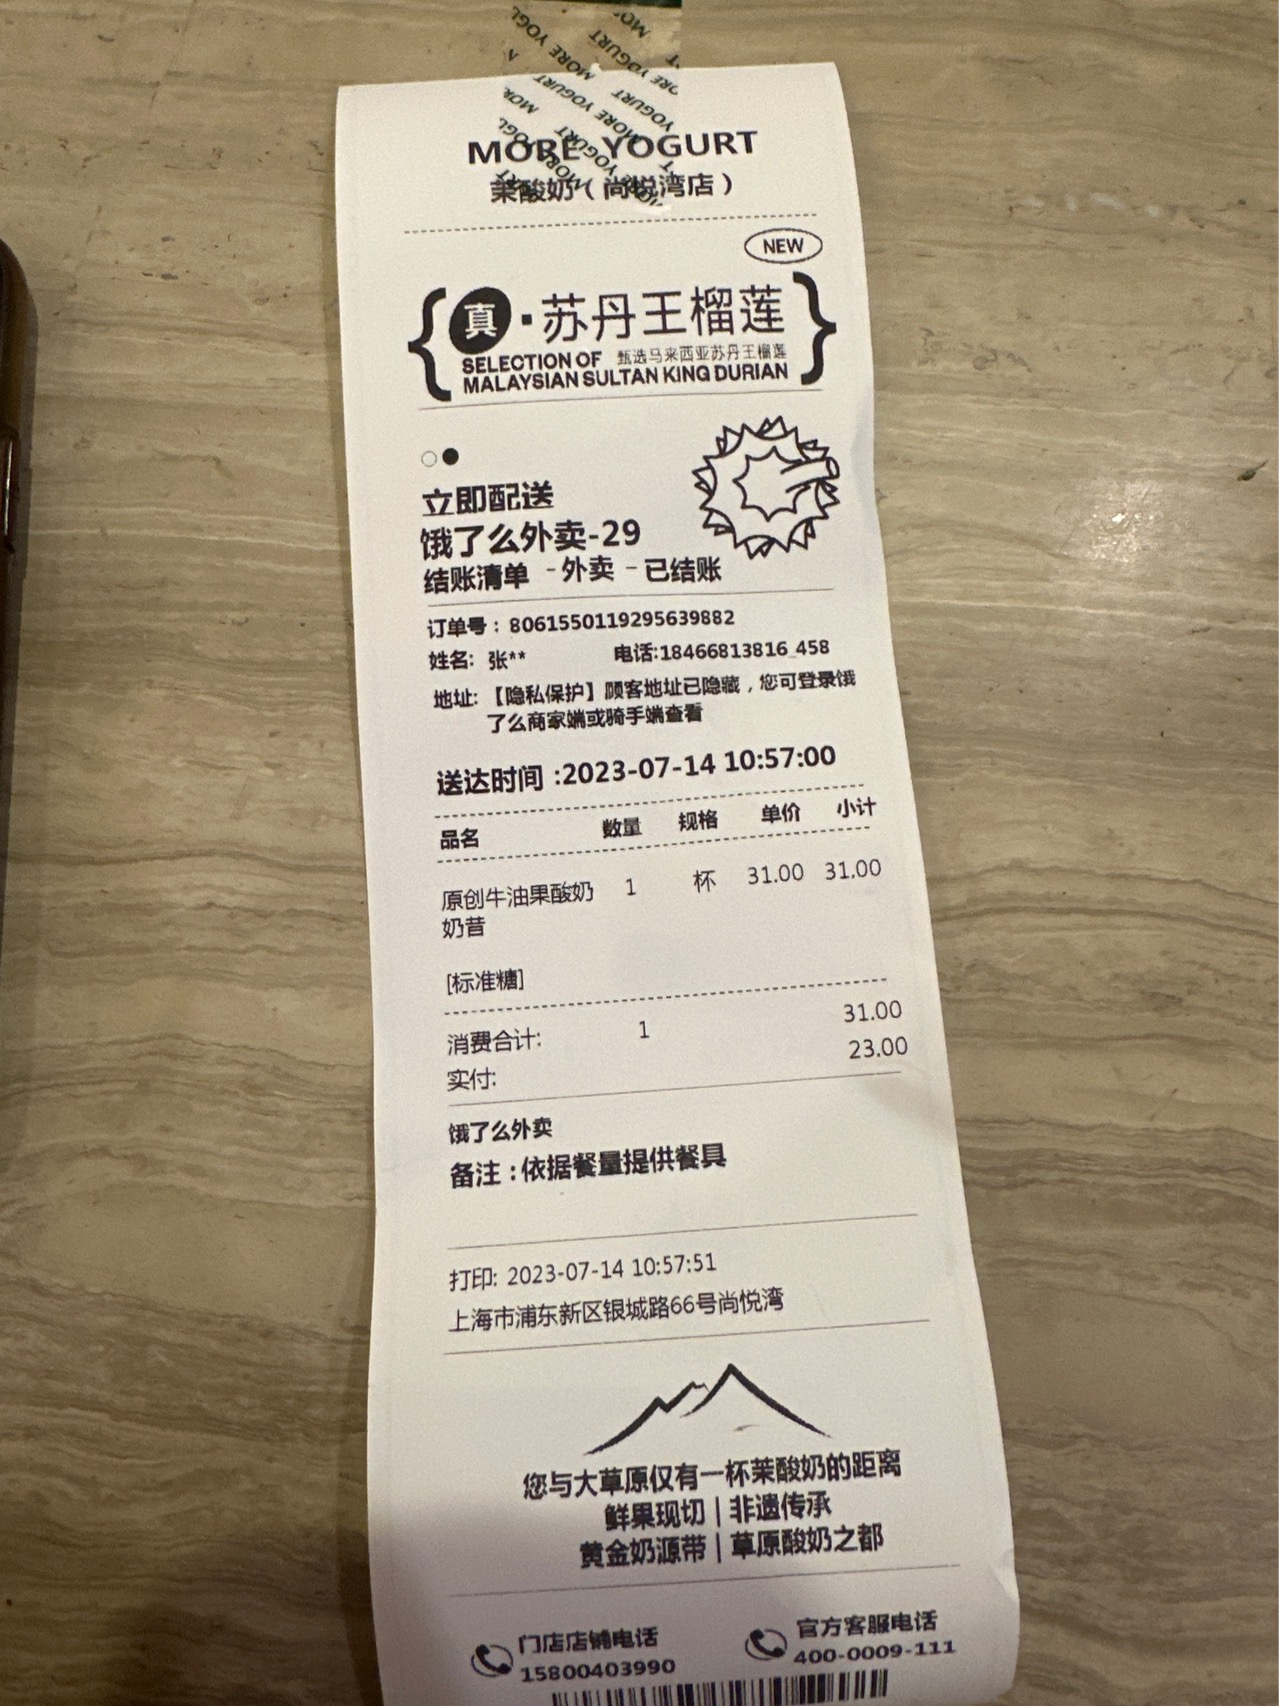 MORE YOGURT
MORE YOGURT
茉酸奶（尚悦湾店）
NEW
真·苏丹王榴莲
SELECTION OF 甄选马来西亚苏丹王榴莲
MALAYSIAN SULTAN KING DURIAN
立即配送
饿了么外卖-29
结账清单 -外卖 -已结账
订单号：8061550119295639882
姓名: 张** 电话:18466813816_458
地址:【隐私保护】顾客地址已隐藏，您可登录饿
了么商家端或骑手端查看
送达时间 :2023-07-14 10:57:00
品名 数量 规格 单价 小计
原创牛油果酸奶 1 杯 31.00 31.00
奶昔
[标准糖]
消费合计: 1 31.00
实付: 23.00
饿了么外卖
备注 :依据餐量提供餐具
打印: 2023-07-14 10:57:51
上海市浦东新区银城路66号尚悦湾
您与大草原仅有一杯茉酸奶的距离
鲜果现切｜非遗传承
黄金奶源带｜草原酸奶之都
门店店铺电话
15800403990
官方客服电话
400-0009-111